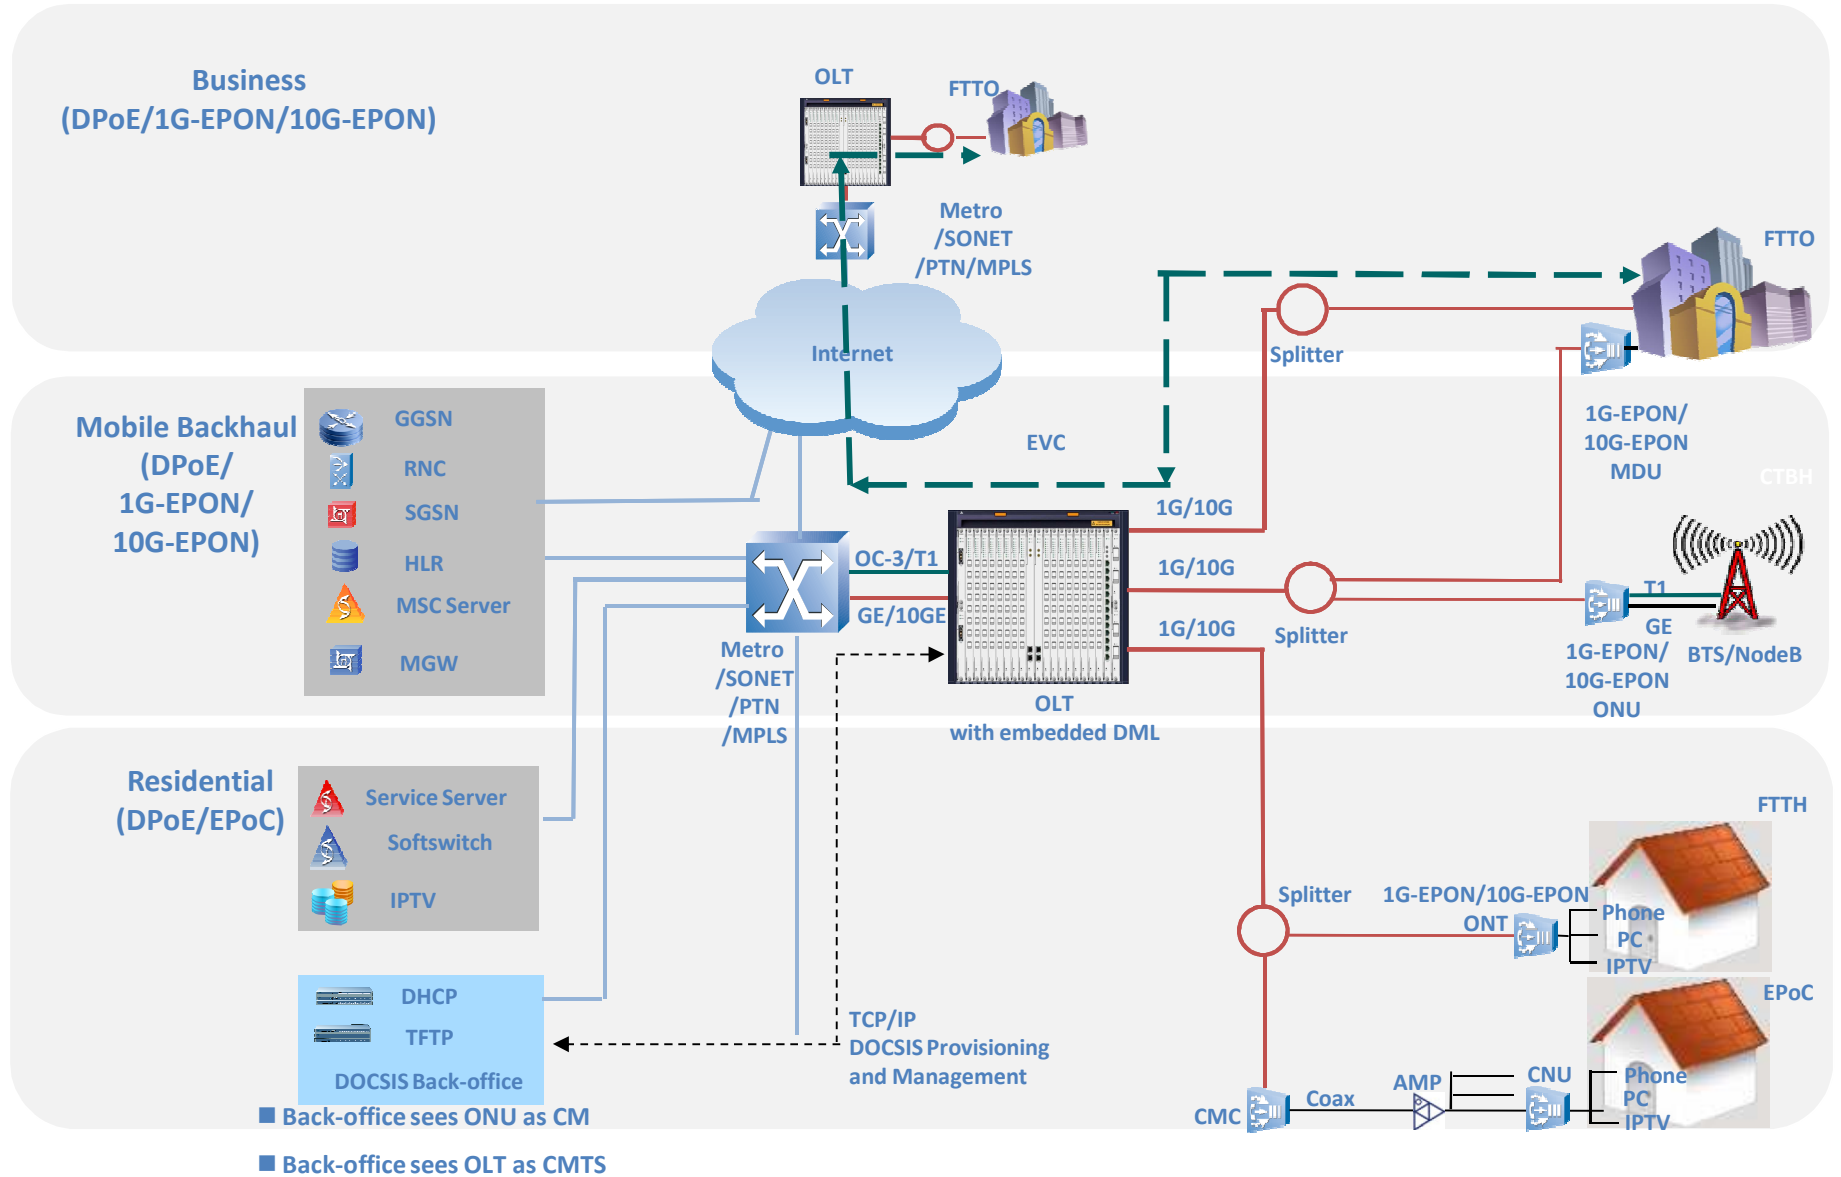 Business
(DPoE/1G-EPON/10G-EPON)
OLT
FTTO
Metro
/SONET
/PTN/MPLS
FTTO
Internet
Splitter
1G-EPON/
10G-EPON
MDU
Mobile Backhaul
(DPoE/
1G-EPON/
10G-EPON)
GGSN
RNC
SGSN
HLR
MSC Server
MGW
EVC
CTBH
1G/10G
OC-3/T1
1G/10G
GE/10GE
1G/10G
Splitter
T1
GE
BTS/NodeB
1G-EPON/
10G-EPON
ONU
Metro
/SONET
/PTN
/MPLS
OLT
with embedded DML
Residential
(DPoE/EPoC)
Service Server
Softswitch
IPTV
FTTH
Splitter
1G-EPON/10G-EPON
ONT
Phone
PC
IPTV
EPoC
DHCP
TFTP
DOCSIS Back-office
TCP/IP
DOCSIS Provisioning
and Management
CMC
Coax
AMP
CNU
Phone
PC
IPTV
■ Back-office sees ONU as CM
■ Back-office sees OLT as CMTS